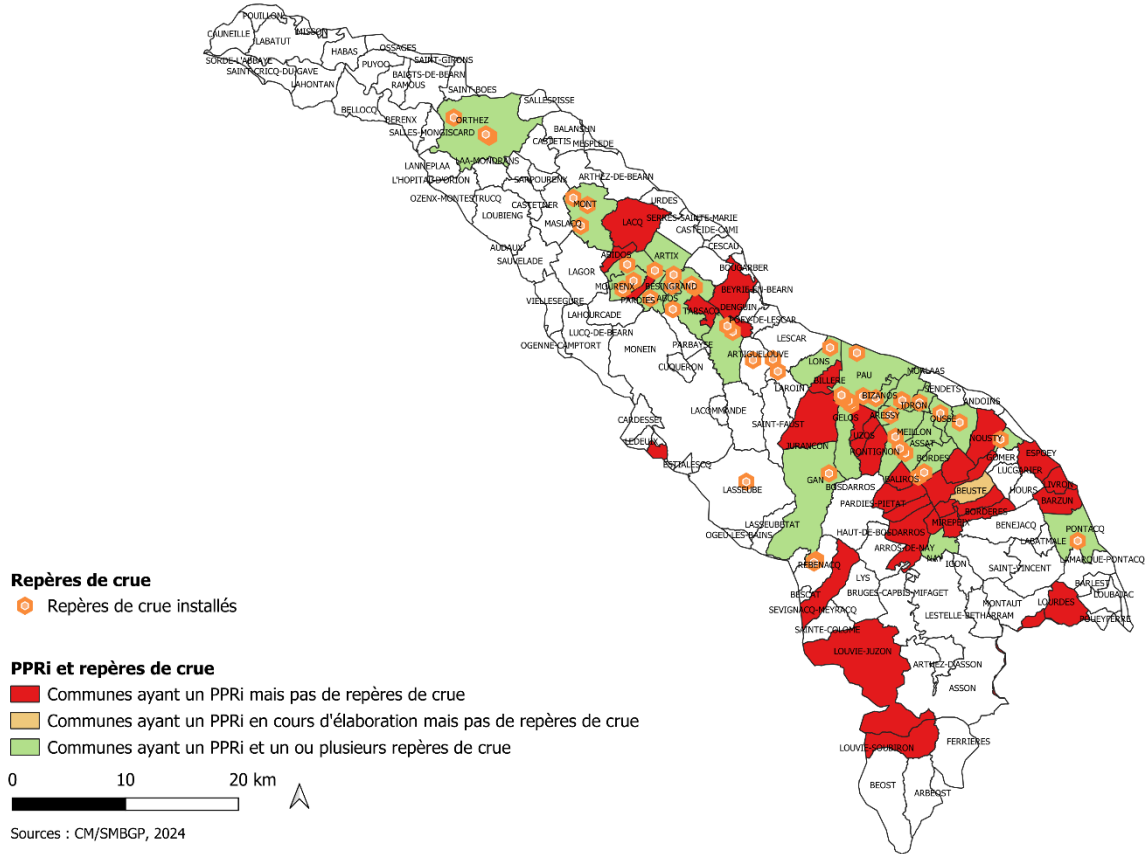 POUILLON
CAUNEILLE
LABATUT
MISSON
HABAS
OSSAGES
SORDE-L'ABBAYE
SAINT-CRICQ-DU-GAVE
PUYOO
SAINT-GIRONS
LAHONTAN
BAIGTS-DE-BEARN
RAMOUS
SAINT-BOES
BELLOCQ
BERENX
SALLESPISSE
ORTHEZ
SALLES-MONGISCARD
BALANSUN
CASTETIS
MESPLEDE
LANNEPLAA
LAA-MONDRANS
L'HOPITAL-D'ORION
SARPOURENX
ARTHEZ-DE-BEARN
OZENX-MONTESTRUCQ
CASTETNER
MONT
URDES
LOUBIENG
MASLACQ
LACQ
SERRES-SAINTE-MARIE
CASTEIDE-CAMI
AUDAUX
SAUVELADE
CESCAU
ABIDOS
ARTIX
LAGOR
BOUGARBER
MOURENX
BESINGRAND
BEYRIE-EN-BEARN
VIELLESEGURE
PARDIES
ABOS
TARSACQ
DENGUIN
LAHOURCADE
POEY-DE-LESCAR
LUCQ-DE-BEARN
OGENNE-CAMPTORT
MONEIN
PARBAYSE
LESCAR
CUQUERON
ARTIGUELOUVE
LONS
PAU
MORLAAS
LAROIN
BILLERE
SENDETS
BIZANOS
IDRON
ANDOINS
LACOMMANDE
SAINT-FAUST
GELOS
ARESSY
OUSSE
CARDESSE
LEDEUIX
JURANCON
UZOS
MEILLON
NOUSTY
ESTIALESCQ
RONTIGNON
ASSAT
BORDES
GOMER
ESPOEY
LUCGARIER
LASSEUBE
GAN
BOSDARROS
BALIROS
BEUSTE
HOURS
LIVRON
BARZUN
PARDIES-PIETAT
BORDERES
LASSEUBETAT
OGEU-LES-BAINS
HAUT-DE-BOSDARROS
MIREPEIX
BENEJACQ
PONTACQ
LABATMALE
ARROS-DE-NAY
NAY
IGON
LAMARQUE-PONTACQ
REBENACQ
SAINT-VINCENT
BESCAT
LYS
BARLEST
SEVIGNACQ-MEYRACQ
BRUGES-CAPBIS-MIFAGET
MONTAUT
LOURDES
LOUBAJAC
LESTELLE-BETHARRAM
POUEYFERRE
SAINTE-COLOME
LOUVIE-JUZON
ARTHEZ-D'ASSON
ASSON
LOUVIE-SOUBIRON
FERRIERES
BEOST
ARBEOST
Repères de crue
Repères de crue installés
PPRi et repères de crue
Communes ayant un PPRi mais pas de repères de crue
Communes ayant un PPRi en cours d'élaboration mais pas de repères de crue
Communes ayant un PPRi et un ou plusieurs repères de crue
0 10 20 km
Sources : CM/SMBGP, 2024